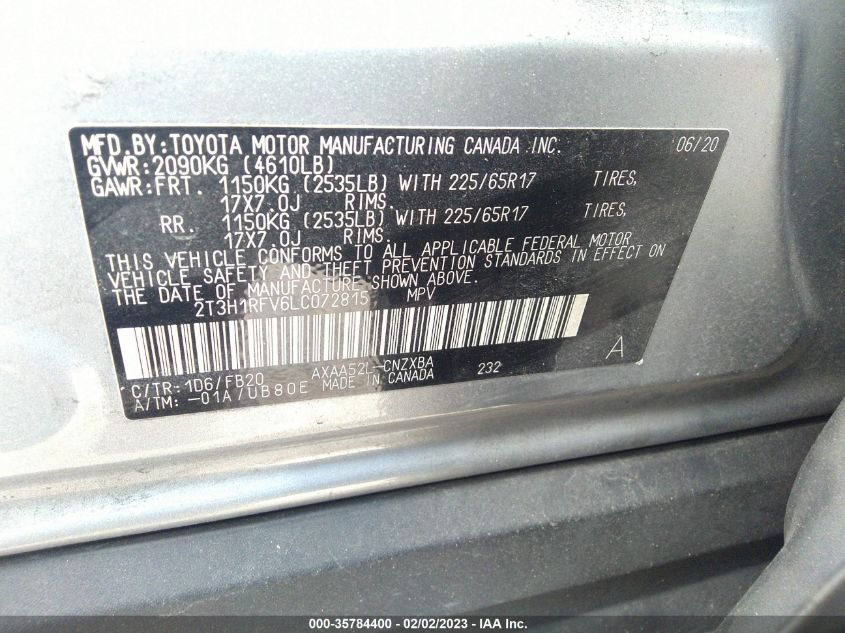 MFD. BY: TOYOTA MOTOR MANUFACTURING CANADA INC. 06/20
GVWR: 2090KG (4610LB)
GAWR: FRT. 1150KG (2535LB) WITH 225/65R17 TIRES,
17X7.0J RIMS.
RR. 1150KG (2535LB) WITH 225/65R17 TIRES,
17X7.0J RIMS.
THIS VEHICLE CONFORMS TO ALL APPLICABLE FEDERAL MOTOR
VEHICLE SAFETY AND THEFT PREVENTION STANDARDS IN EFFECT ON
THE DATE OF MANUFACTURE SHOWN ABOVE.
2T3H1RFV6LC072815 MPV
A
C/TR: 1D6/FB20 AXAA52L-CNZXBA 232
A/TM: -01A/UB80E MADE IN CANADA
000-35784400 - 02/02/2023 - IAA Inc.